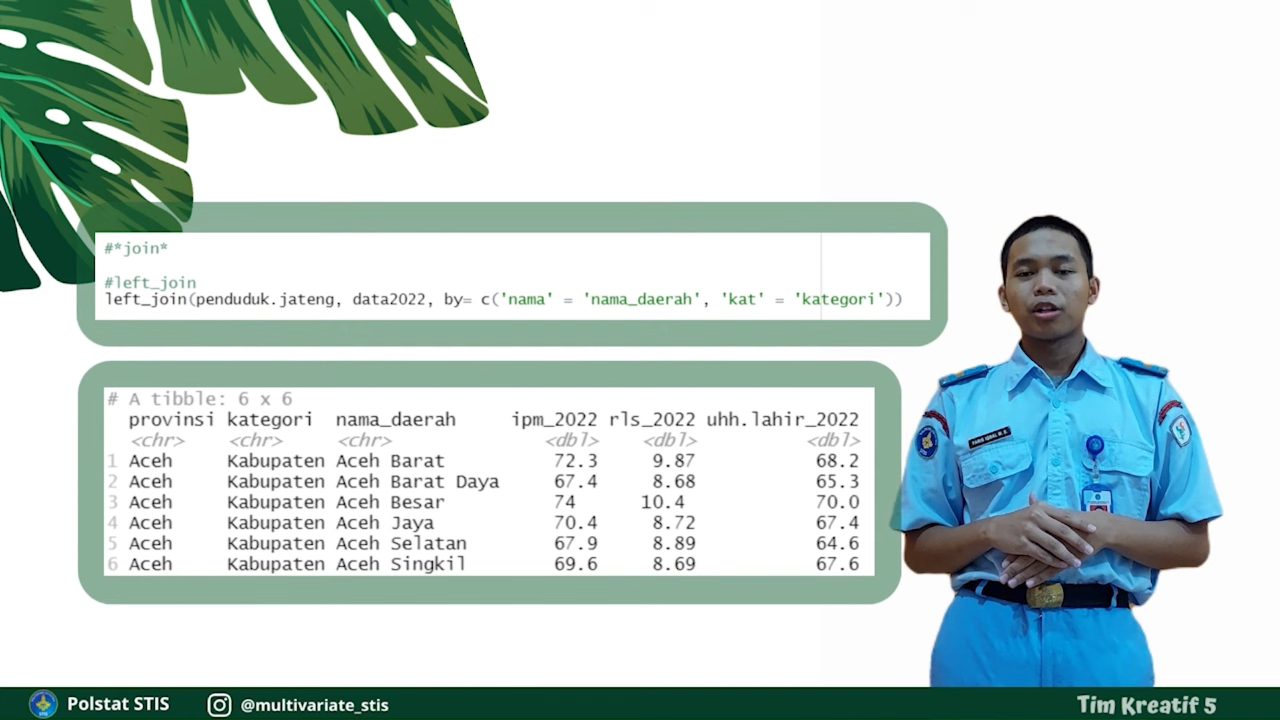 #*join*
#left_join
left_join(penduduk.jateng, data2022, by= c('nama' = 'nama_daerah', 'kat' = 'kategori'))
# A tibble: 6 x 6
provinsi kategori nama_daerah ipm_2022 rls_2022 uhh.lahir_2022
<chr> <chr> <chr> <dbl> <dbl> <dbl>
1 Aceh Kabupaten Aceh Barat 72.3 9.87 68.2
2 Aceh Kabupaten Aceh Barat Daya 67.4 8.68 65.3
3 Aceh Kabupaten Aceh Besar 74 10.4 70.0
4 Aceh Kabupaten Aceh Jaya 70.4 8.72 67.4
5 Aceh Kabupaten Aceh Selatan 67.9 8.89 64.6
6 Aceh Kabupaten Aceh Singkil 69.6 8.69 67.6
Polstat STIS
@multivariate_stis
Tim Kreatif 5